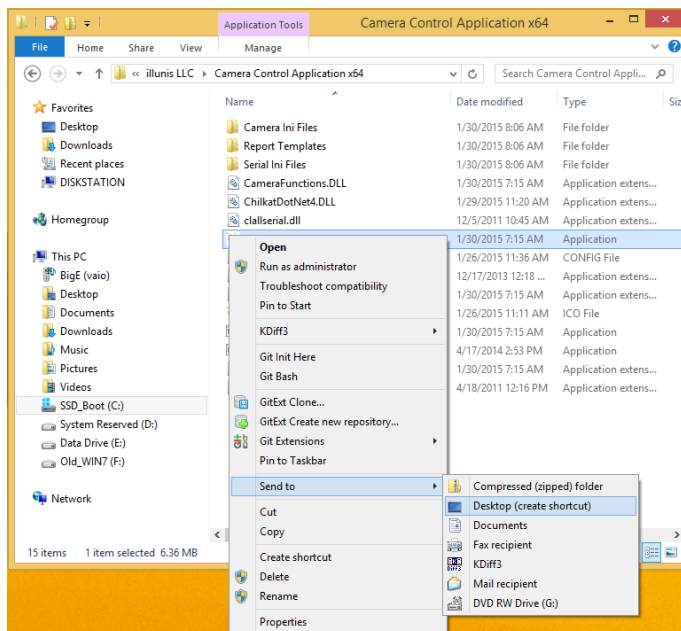 Application Tools
Camera Control Application x64
File Home Share View Manage
« illunis LLC Camera Control Application x64
Search Camera Control Appli...
Favorites
Desktop
Downloads
Recent places
DISKSTATION
Homegroup
This PC
BigE (vaio)
Desktop
Documents
Downloads
Music
Pictures
Videos
SSD_Boot (C:)
System Reserved (D:)
Data Drive (E:)
Old_WIN7 (F:)
Network
Name Date modified Type Siz
Camera Ini Files 1/30/2015 8:06 AM File folder
Report Templates 1/30/2015 8:06 AM File folder
Serial Ini Files 1/30/2015 8:06 AM File folder
CameraFunctions.DLL 1/30/2015 7:15 AM Application extens...
ChilkatDotNet4.DLL 1/29/2015 11:20 AM Application extens...
clallserial.dll 12/5/2011 10:45 AM Application extens...
1/30/2015 7:15 AM Application
1/26/2015 11:36 AM CONFIG File
12/17/2013 12:18 ... Application extens...
1/30/2015 7:15 AM Application extens...
1/26/2015 11:11 AM ICO File
1/30/2015 7:15 AM Application
4/17/2014 2:53 PM Application
1/30/2015 7:15 AM Application extens...
4/18/2011 12:16 PM Application extens...
Open
Run as administrator
Troubleshoot compatibility
Pin to Start
KDiff3
Git Init Here
Git Bash
GitExt Clone...
GitExt Create new repository...
Git Extensions
Pin to Taskbar
Send to
Cut
Copy
Create shortcut
Delete
Rename
Properties
Compressed (zipped) folder
Desktop (create shortcut)
Documents
Fax recipient
KDiff3
Mail recipient
DVD RW Drive (G:)
15 items 1 item selected 6.36 MB